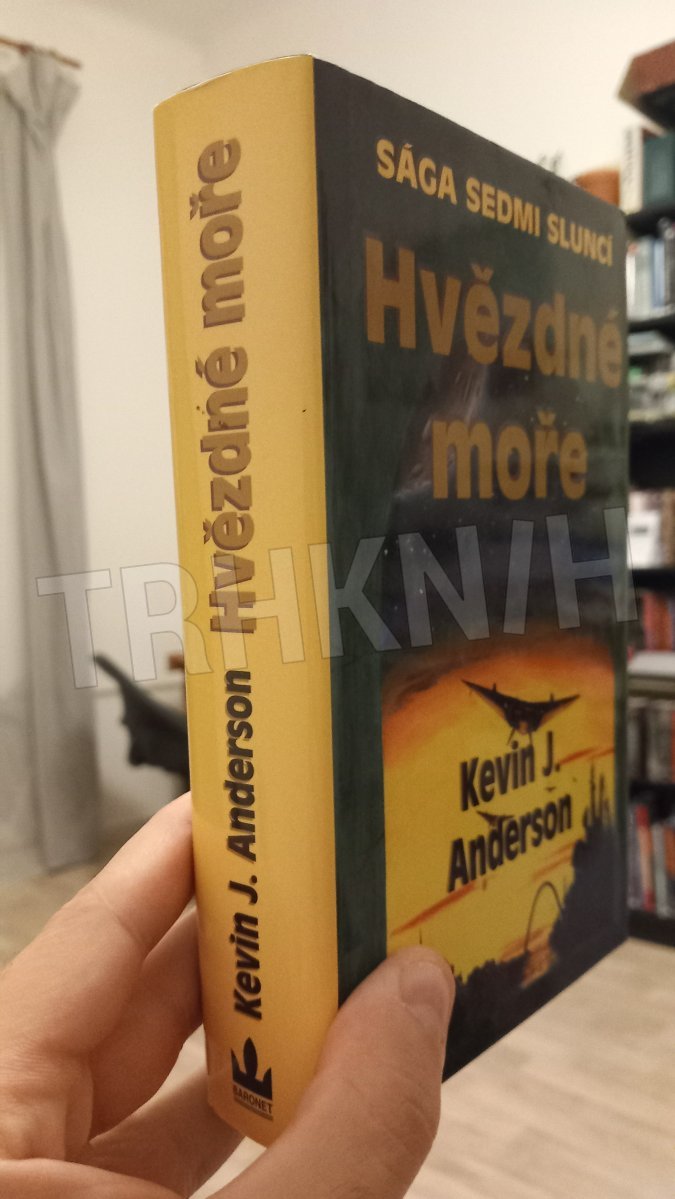 SÁGA SEDMI SLUNCÍ
Hvězdné
moře
Kevin J.
Anderson
Kevin J. Anderson Hvězdné moře
BARONET
TRHKNIH